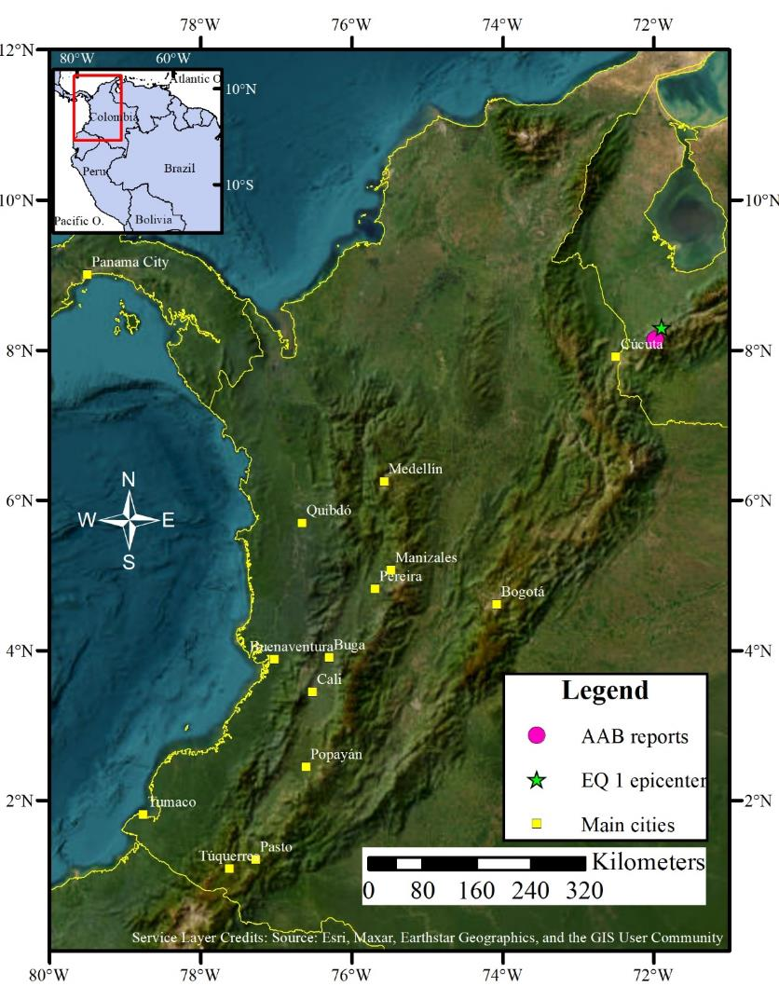 78°W 76°W 74°W 72°W
12°N
80°W 60°W
Atlantic O
10°N
Colombia
Peru
Brazil
10°S
Pacific O.
Bolivia
10°N 10°N
Panama City
8°N 8°N
Cúcuta
Medellín
N
W E
S
6°N 6°N
Quibdó
Manizales
Pereira
Bogotá
4°N 4°N
Buenaventura Buga
Cali
Legend
AAB reports
EQ 1 epicenter
Main cities
Popayán
2°N 2°N
Tumaco
Túquerres
Pasto
Kilometers
0 80 160 240 320
Service Layer Credits: Source: Esri, Maxar, Earthstar Geographics, and the GIS User Community
80°W 78°W 76°W 74°W 72°W